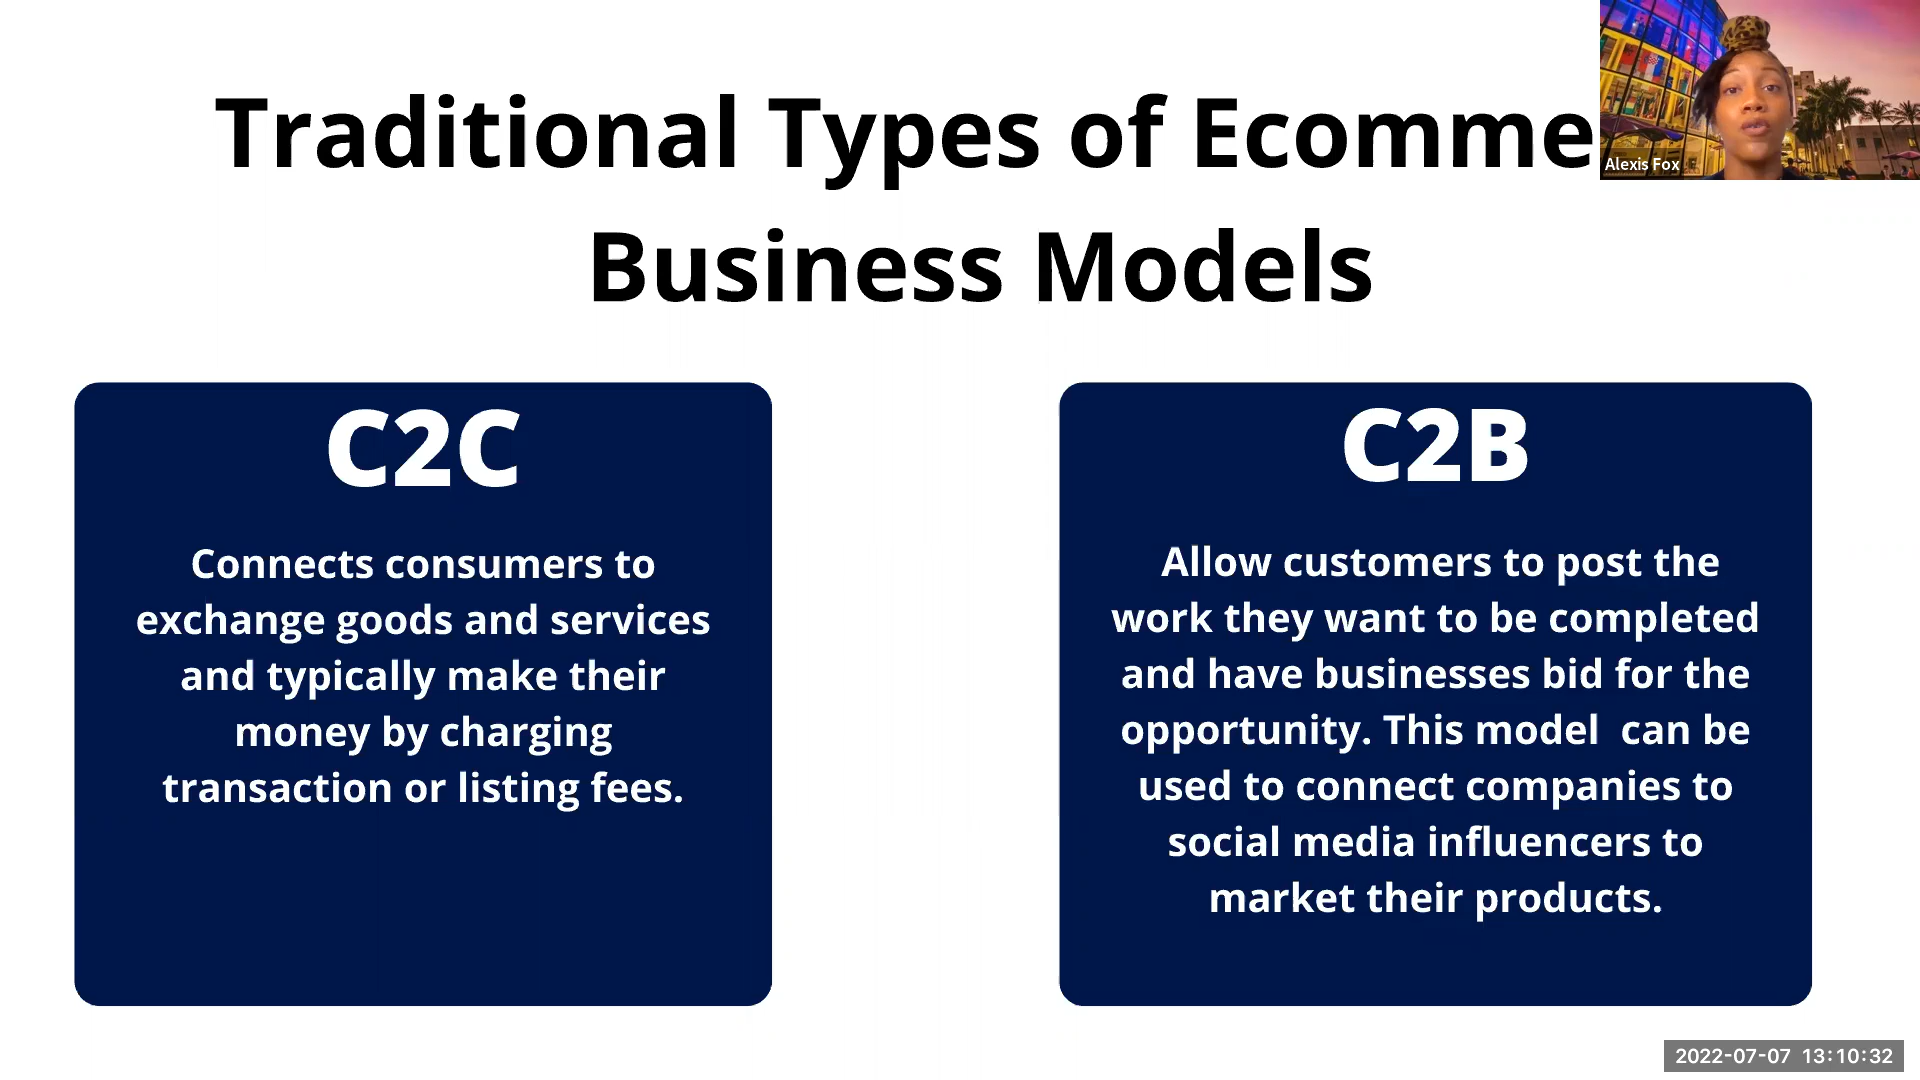 Traditional Types of Ecomme
Business Models
Alexis Fox
C2C
Connects consumers to
exchange goods and services
and typically make their
money by charging
transaction or listing fees.
C2B
Allow customers to post the
work they want to be completed
and have businesses bid for the
opportunity. This model  can be
used to connect companies to
social media influencers to
market their products.
2022-07-07 13:10:32